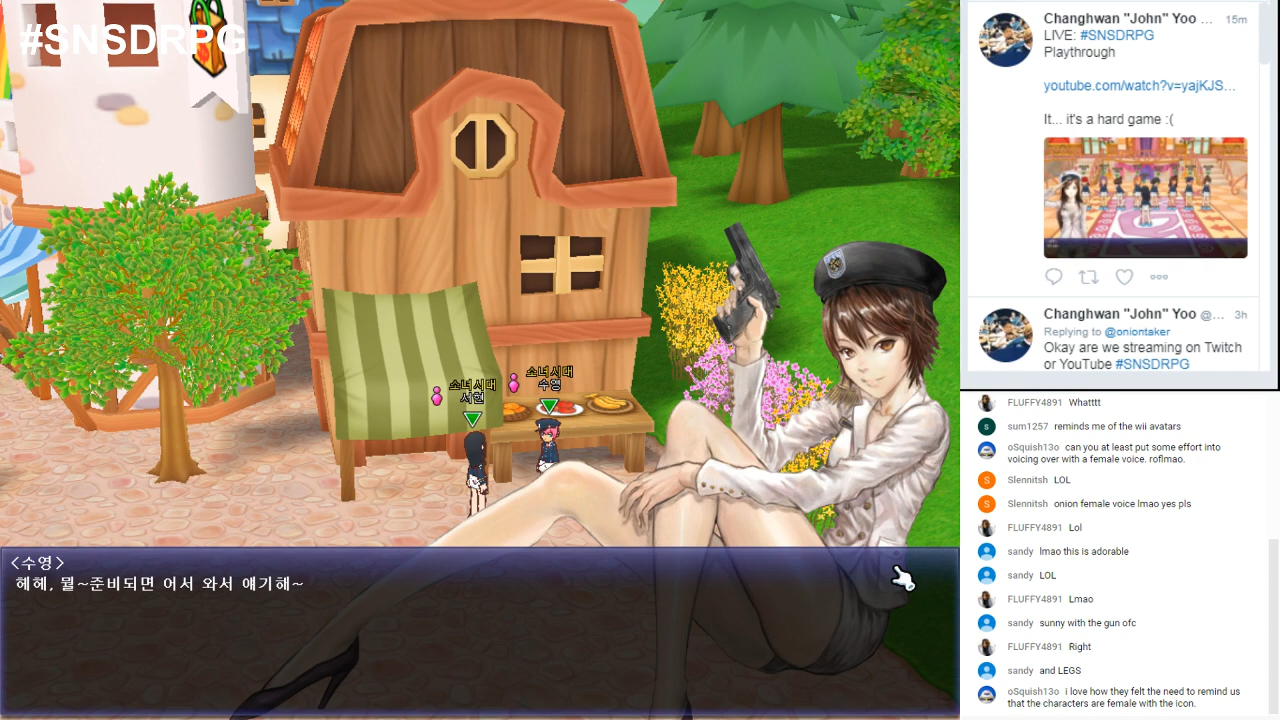 #SNSDRPG
소녀시대
서현
소녀시대
수영
<수영>
헤헤, 뭘~준비되면 어서 와서 얘기해~
Changhwan "John" Yoo ... 15m
LIVE: #SNSDRPG
Playthrough
youtube.com/watch?v=yajKJS...
It... it's a hard game :(
Changhwan "John" Yoo @... 3h
Replying to @oniontaker
Okay are we streaming on Twitch
or YouTube #SNSDRPG
FLUFFY4891 Whatttt
s sum1257 reminds me of the wii avatars
oSquish13o can you at least put some effort into
voicing over with a female voice. roflmao.
S Slennitsh LOL
S Slennitsh onion female voice lmao yes pls
FLUFFY4891 Lol
sandy lmao this is adorable
sandy LOL
FLUFFY4891 Lmao
sandy sunny with the gun ofc
FLUFFY4891 Right
sandy and LEGS
oSquish13o i love how they felt the need to remind us
that the characters are female with the icon.